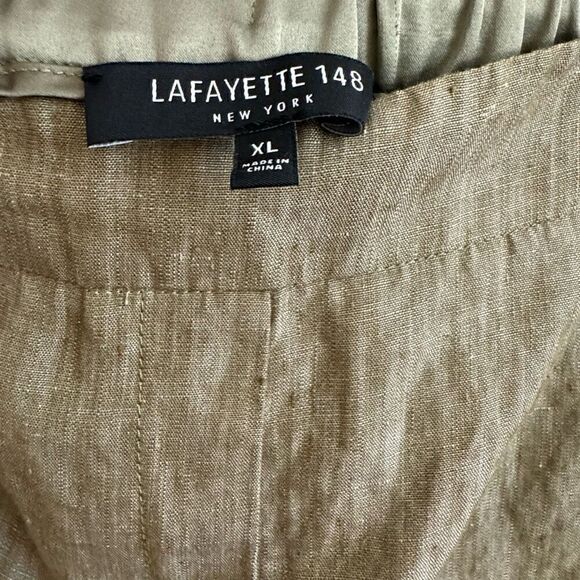 LAFAYETTE 148
NEW YORK
XL
MADE IN
CHINA